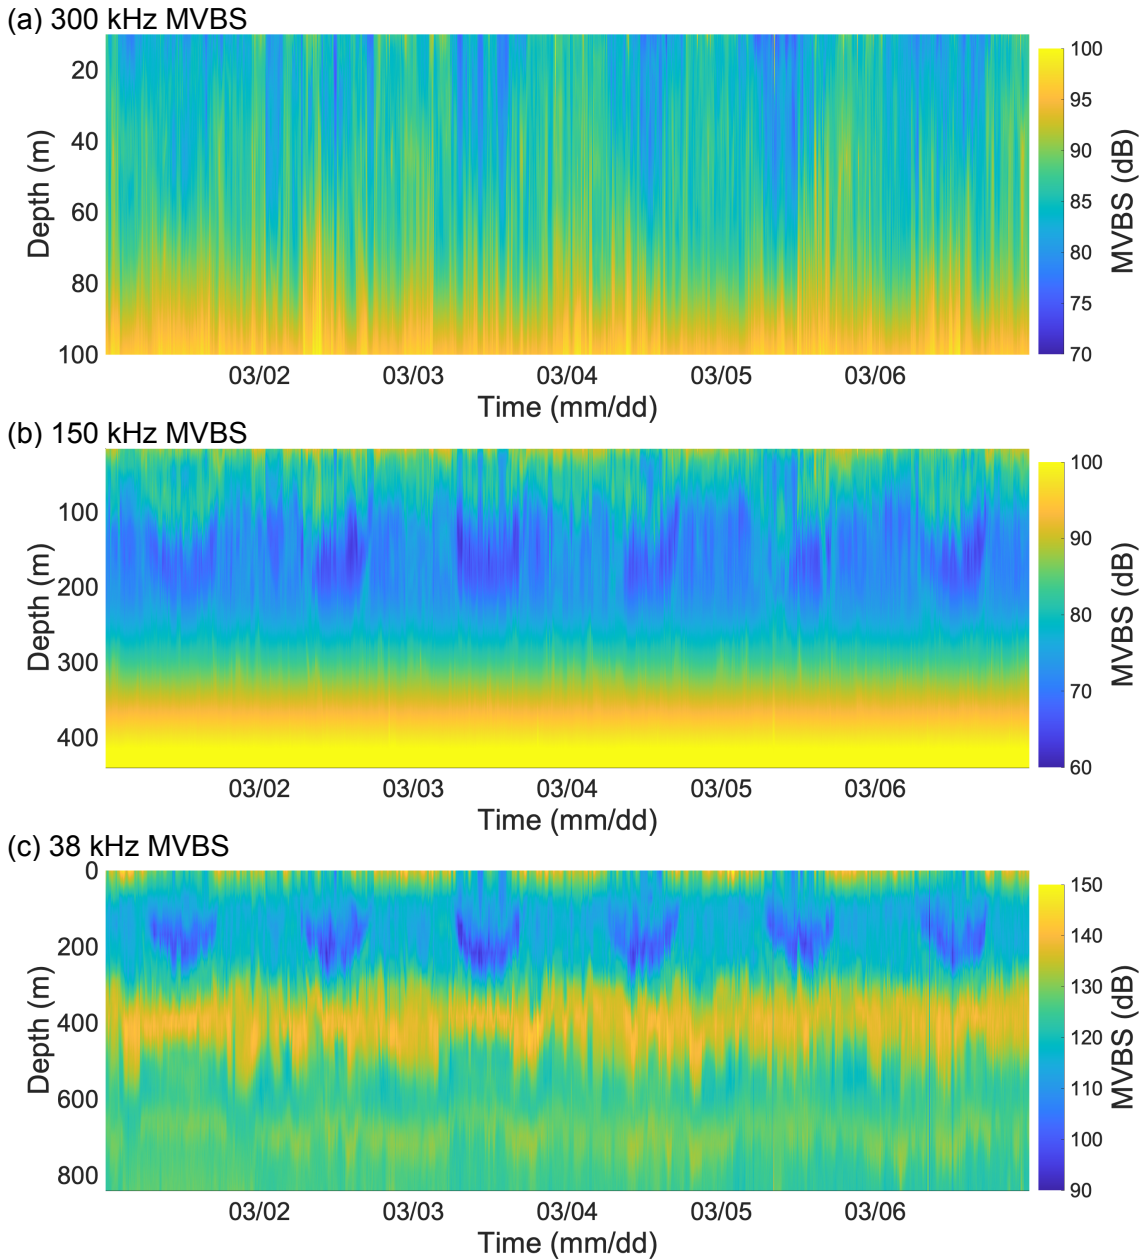 (a) 300 kHz MVBS
20
40
60
80
100
Depth (m)
03/02 03/03 03/04 03/05 03/06
Time (mm/dd)
100
95
90
85
80
75
70
MVBS (dB)
(b) 150 kHz MVBS
100
200
300
400
Depth (m)
03/02 03/03 03/04 03/05 03/06
Time (mm/dd)
100
90
80
70
60
MVBS (dB)
(c) 38 kHz MVBS
0
200
400
600
800
Depth (m)
03/02 03/03 03/04 03/05 03/06
Time (mm/dd)
150
140
130
120
110
100
90
MVBS (dB)